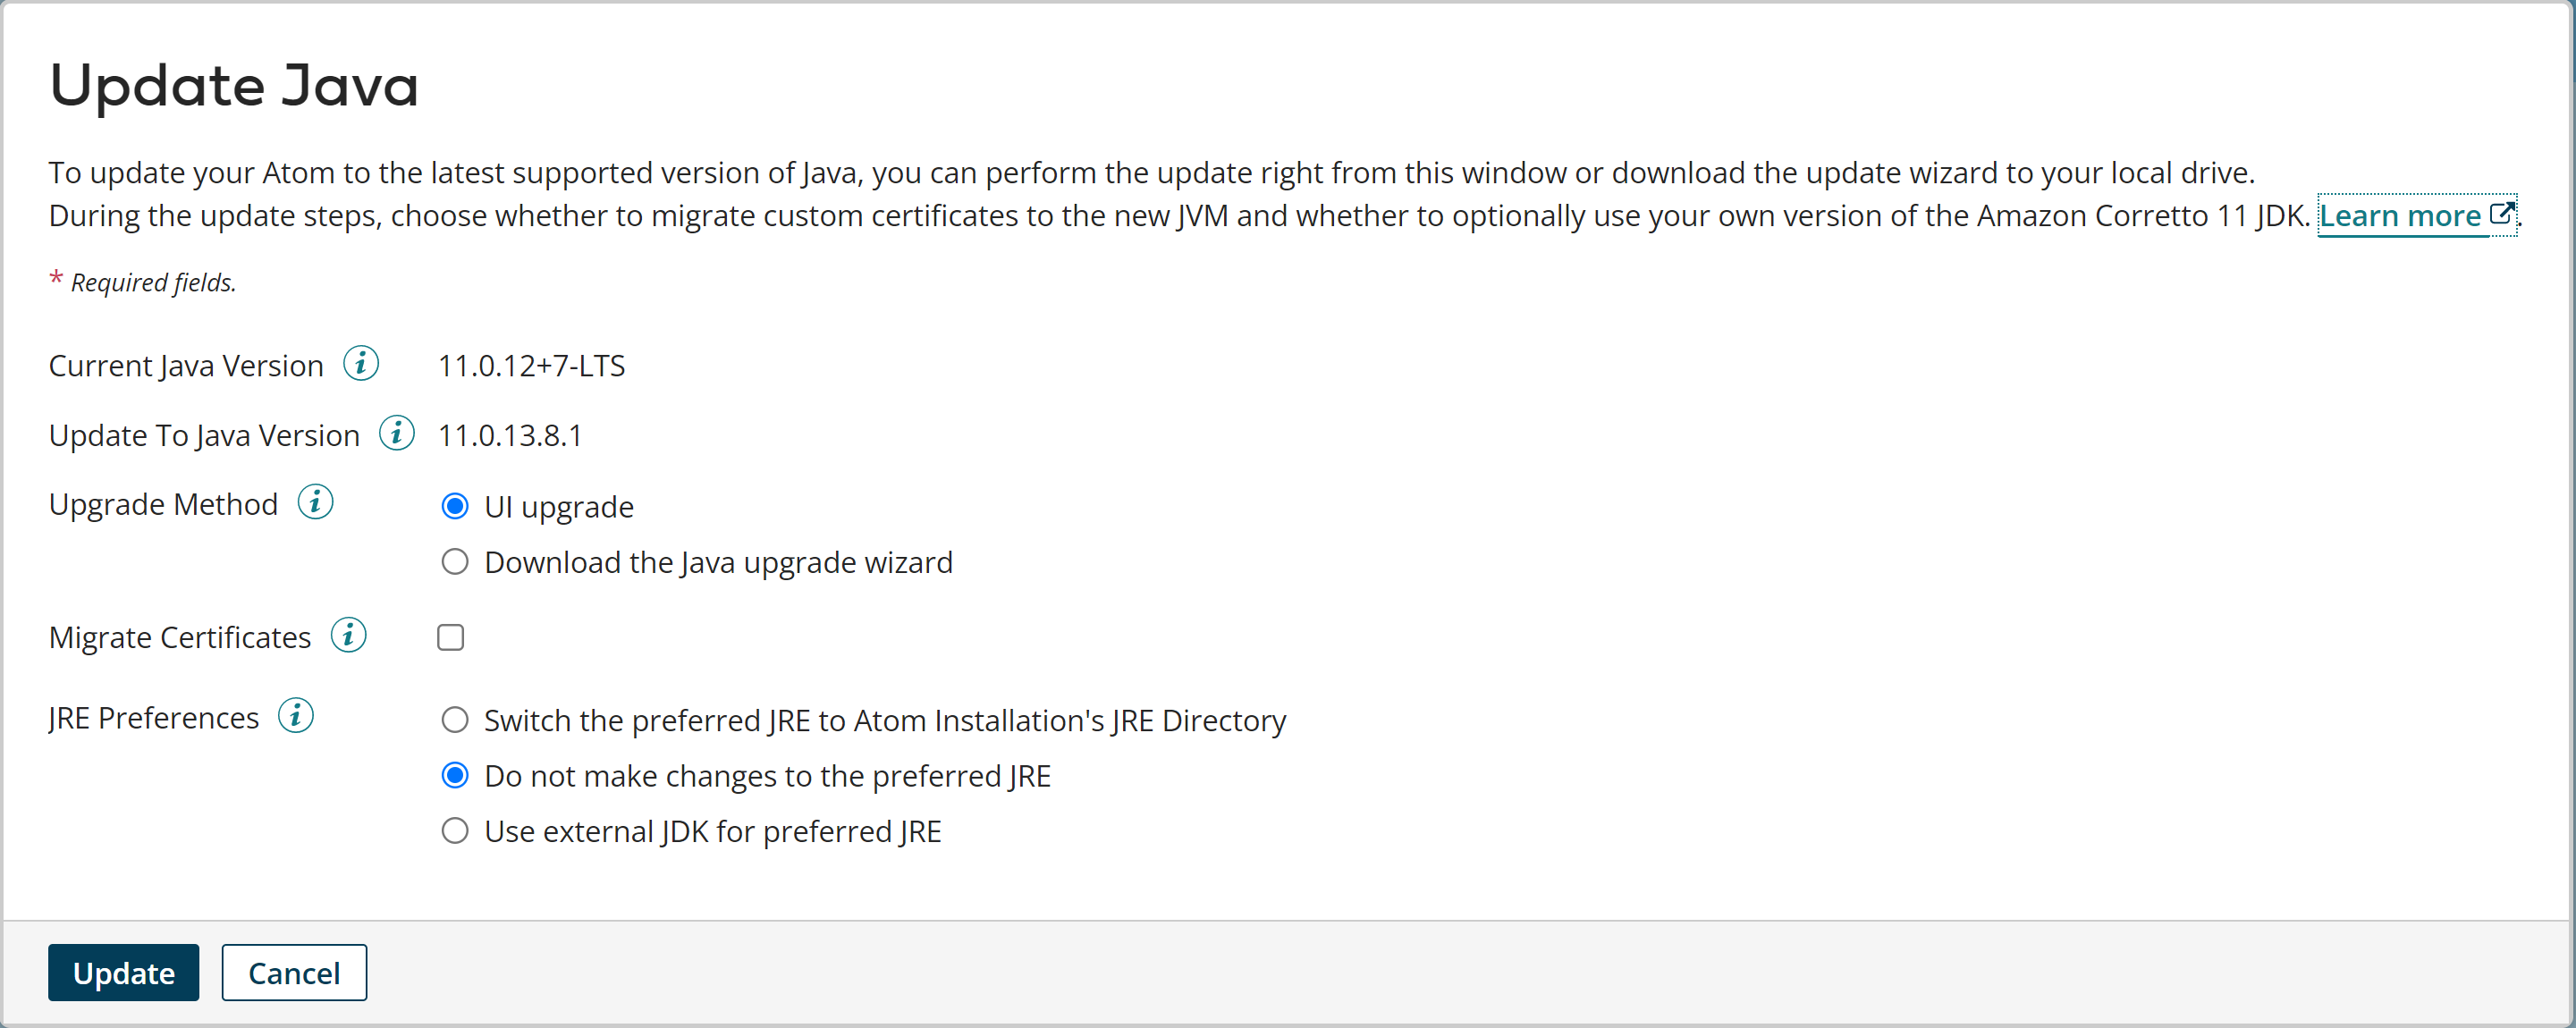 Update Java
To update your Atom to the latest supported version of Java, you can perform the update right from this window or download the update wizard to your local drive.
During the update steps, choose whether to migrate custom certificates to the new JVM and whether to optionally use your own version of the Amazon Corretto 11 JDK. Learn more.
* Required fields.
Current Java Version i 11.0.12+7-LTS
Update To Java Version i 11.0.13.8.1
Upgrade Method i UI upgrade
Download the Java upgrade wizard
Migrate Certificates i
JRE Preferences i Switch the preferred JRE to Atom Installation's JRE Directory
Do not make changes to the preferred JRE
Use external JDK for preferred JRE
Update Cancel